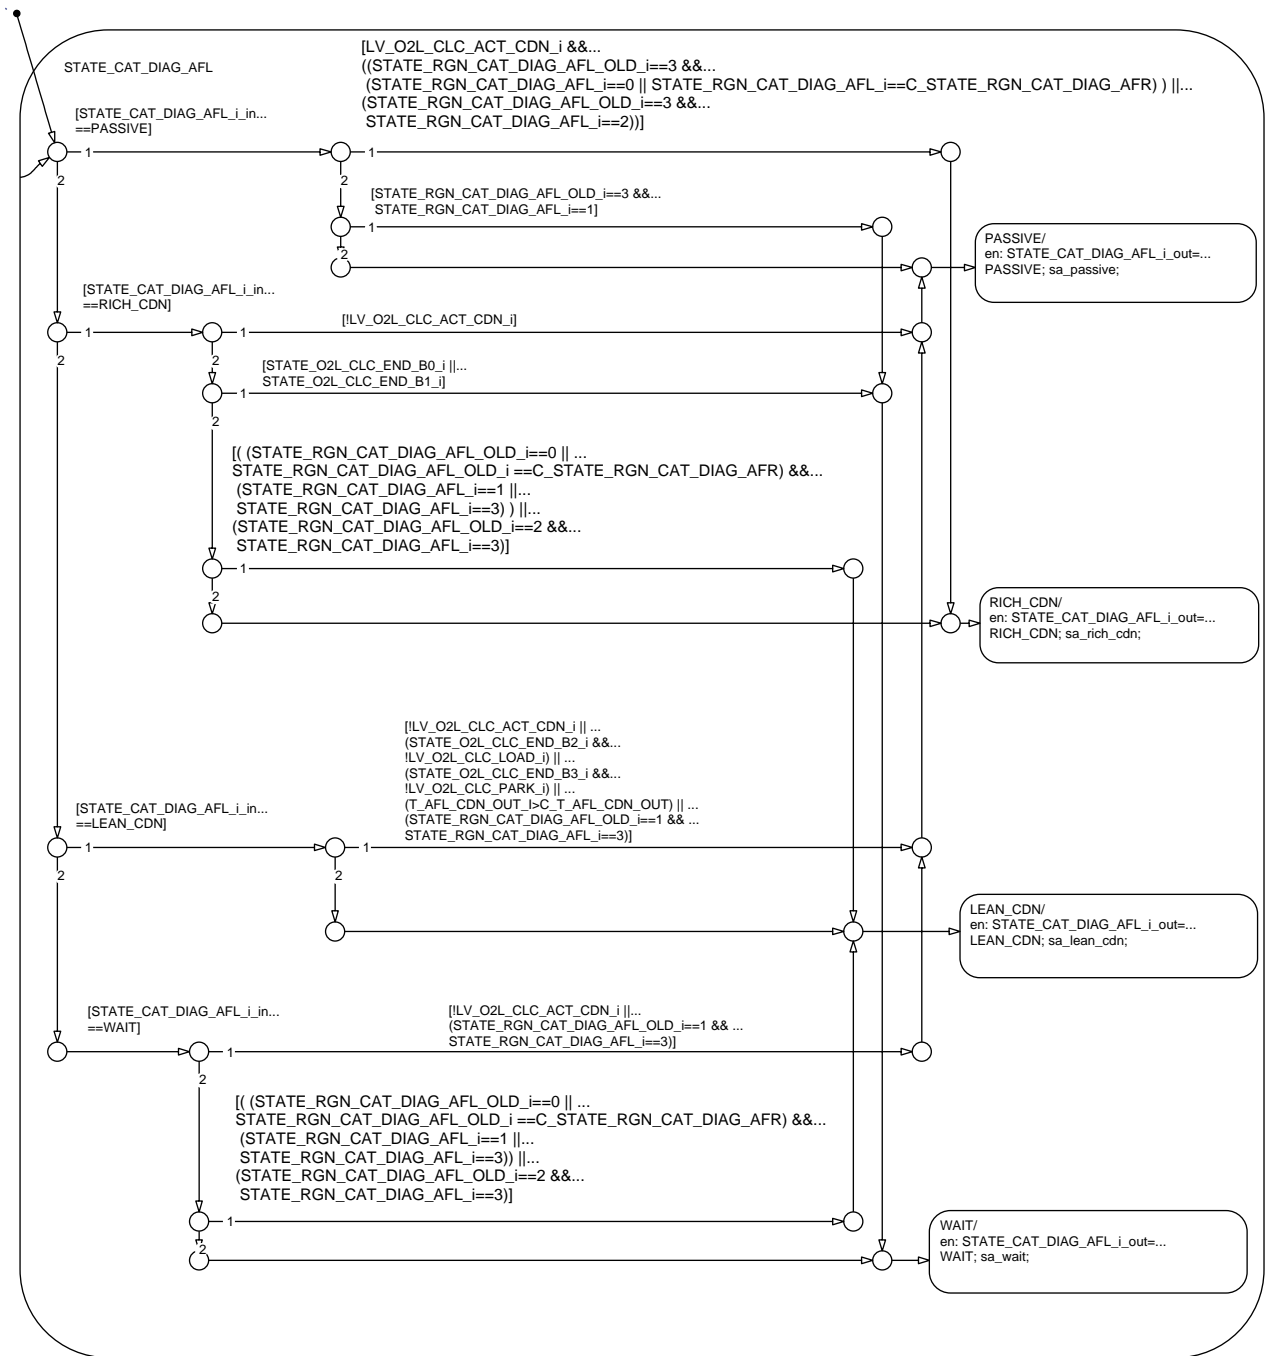 [LV_O2L_CLC_ACT_CDN_i &&...
((STATE_RGN_CAT_DIAG_AFL_OLD_i==3 &&...
(STATE_RGN_CAT_DIAG_AFL_i==0 || STATE_RGN_CAT_DIAG_AFL_i==C_STATE_RGN_CAT_DIAG_AFR) ) ||...
(STATE_RGN_CAT_DIAG_AFL_OLD_i==3 &&...
STATE_RGN_CAT_DIAG_AFL_i==2))]
STATE_CAT_DIAG_AFL
[STATE_CAT_DIAG_AFL_i_in...
==PASSIVE]
1
1
2
2
[STATE_RGN_CAT_DIAG_AFL_OLD_i==3 &&...
STATE_RGN_CAT_DIAG_AFL_i==1]
1
2
PASSIVE/
en: STATE_CAT_DIAG_AFL_i_out=...
PASSIVE; sa_passive;
[STATE_CAT_DIAG_AFL_i_in...
==RICH_CDN]
1
[!LV_O2L_CLC_ACT_CDN_i]
1
2
2
[STATE_O2L_CLC_END_B0_i ||...
STATE_O2L_CLC_END_B1_i]
1
2
[( (STATE_RGN_CAT_DIAG_AFL_OLD_i==0 || ...
STATE_RGN_CAT_DIAG_AFL_OLD_i ==C_STATE_RGN_CAT_DIAG_AFR) &&...
(STATE_RGN_CAT_DIAG_AFL_i==1 ||...
STATE_RGN_CAT_DIAG_AFL_i==3) ) ||...
(STATE_RGN_CAT_DIAG_AFL_OLD_i==2 &&...
STATE_RGN_CAT_DIAG_AFL_i==3)]
1
2
RICH_CDN/
en: STATE_CAT_DIAG_AFL_i_out=...
RICH_CDN; sa_rich_cdn;
[!LV_O2L_CLC_ACT_CDN_i || ...
(STATE_O2L_CLC_END_B2_i &&...
!LV_O2L_CLC_LOAD_i) || ...
(STATE_O2L_CLC_END_B3_i &&...
!LV_O2L_CLC_PARK_i) || ...
(T_AFL_CDN_OUT_I>C_T_AFL_CDN_OUT) || ...
(STATE_RGN_CAT_DIAG_AFL_OLD_i==1 && ...
STATE_RGN_CAT_DIAG_AFL_i==3)]
[STATE_CAT_DIAG_AFL_i_in...
==LEAN_CDN]
1
1
2
2
LEAN_CDN/
en: STATE_CAT_DIAG_AFL_i_out=...
LEAN_CDN; sa_lean_cdn;
[STATE_CAT_DIAG_AFL_i_in...
==WAIT]
[!LV_O2L_CLC_ACT_CDN_i ||...
(STATE_RGN_CAT_DIAG_AFL_OLD_i==1 && ...
STATE_RGN_CAT_DIAG_AFL_i==3)]
1
2
[( (STATE_RGN_CAT_DIAG_AFL_OLD_i==0 || ...
STATE_RGN_CAT_DIAG_AFL_OLD_i ==C_STATE_RGN_CAT_DIAG_AFR) &&...
(STATE_RGN_CAT_DIAG_AFL_i==1 ||...
STATE_RGN_CAT_DIAG_AFL_i==3)) ||...
(STATE_RGN_CAT_DIAG_AFL_OLD_i==2 &&...
STATE_RGN_CAT_DIAG_AFL_i==3)]
1
2
WAIT/
en: STATE_CAT_DIAG_AFL_i_out=...
WAIT; sa_wait;